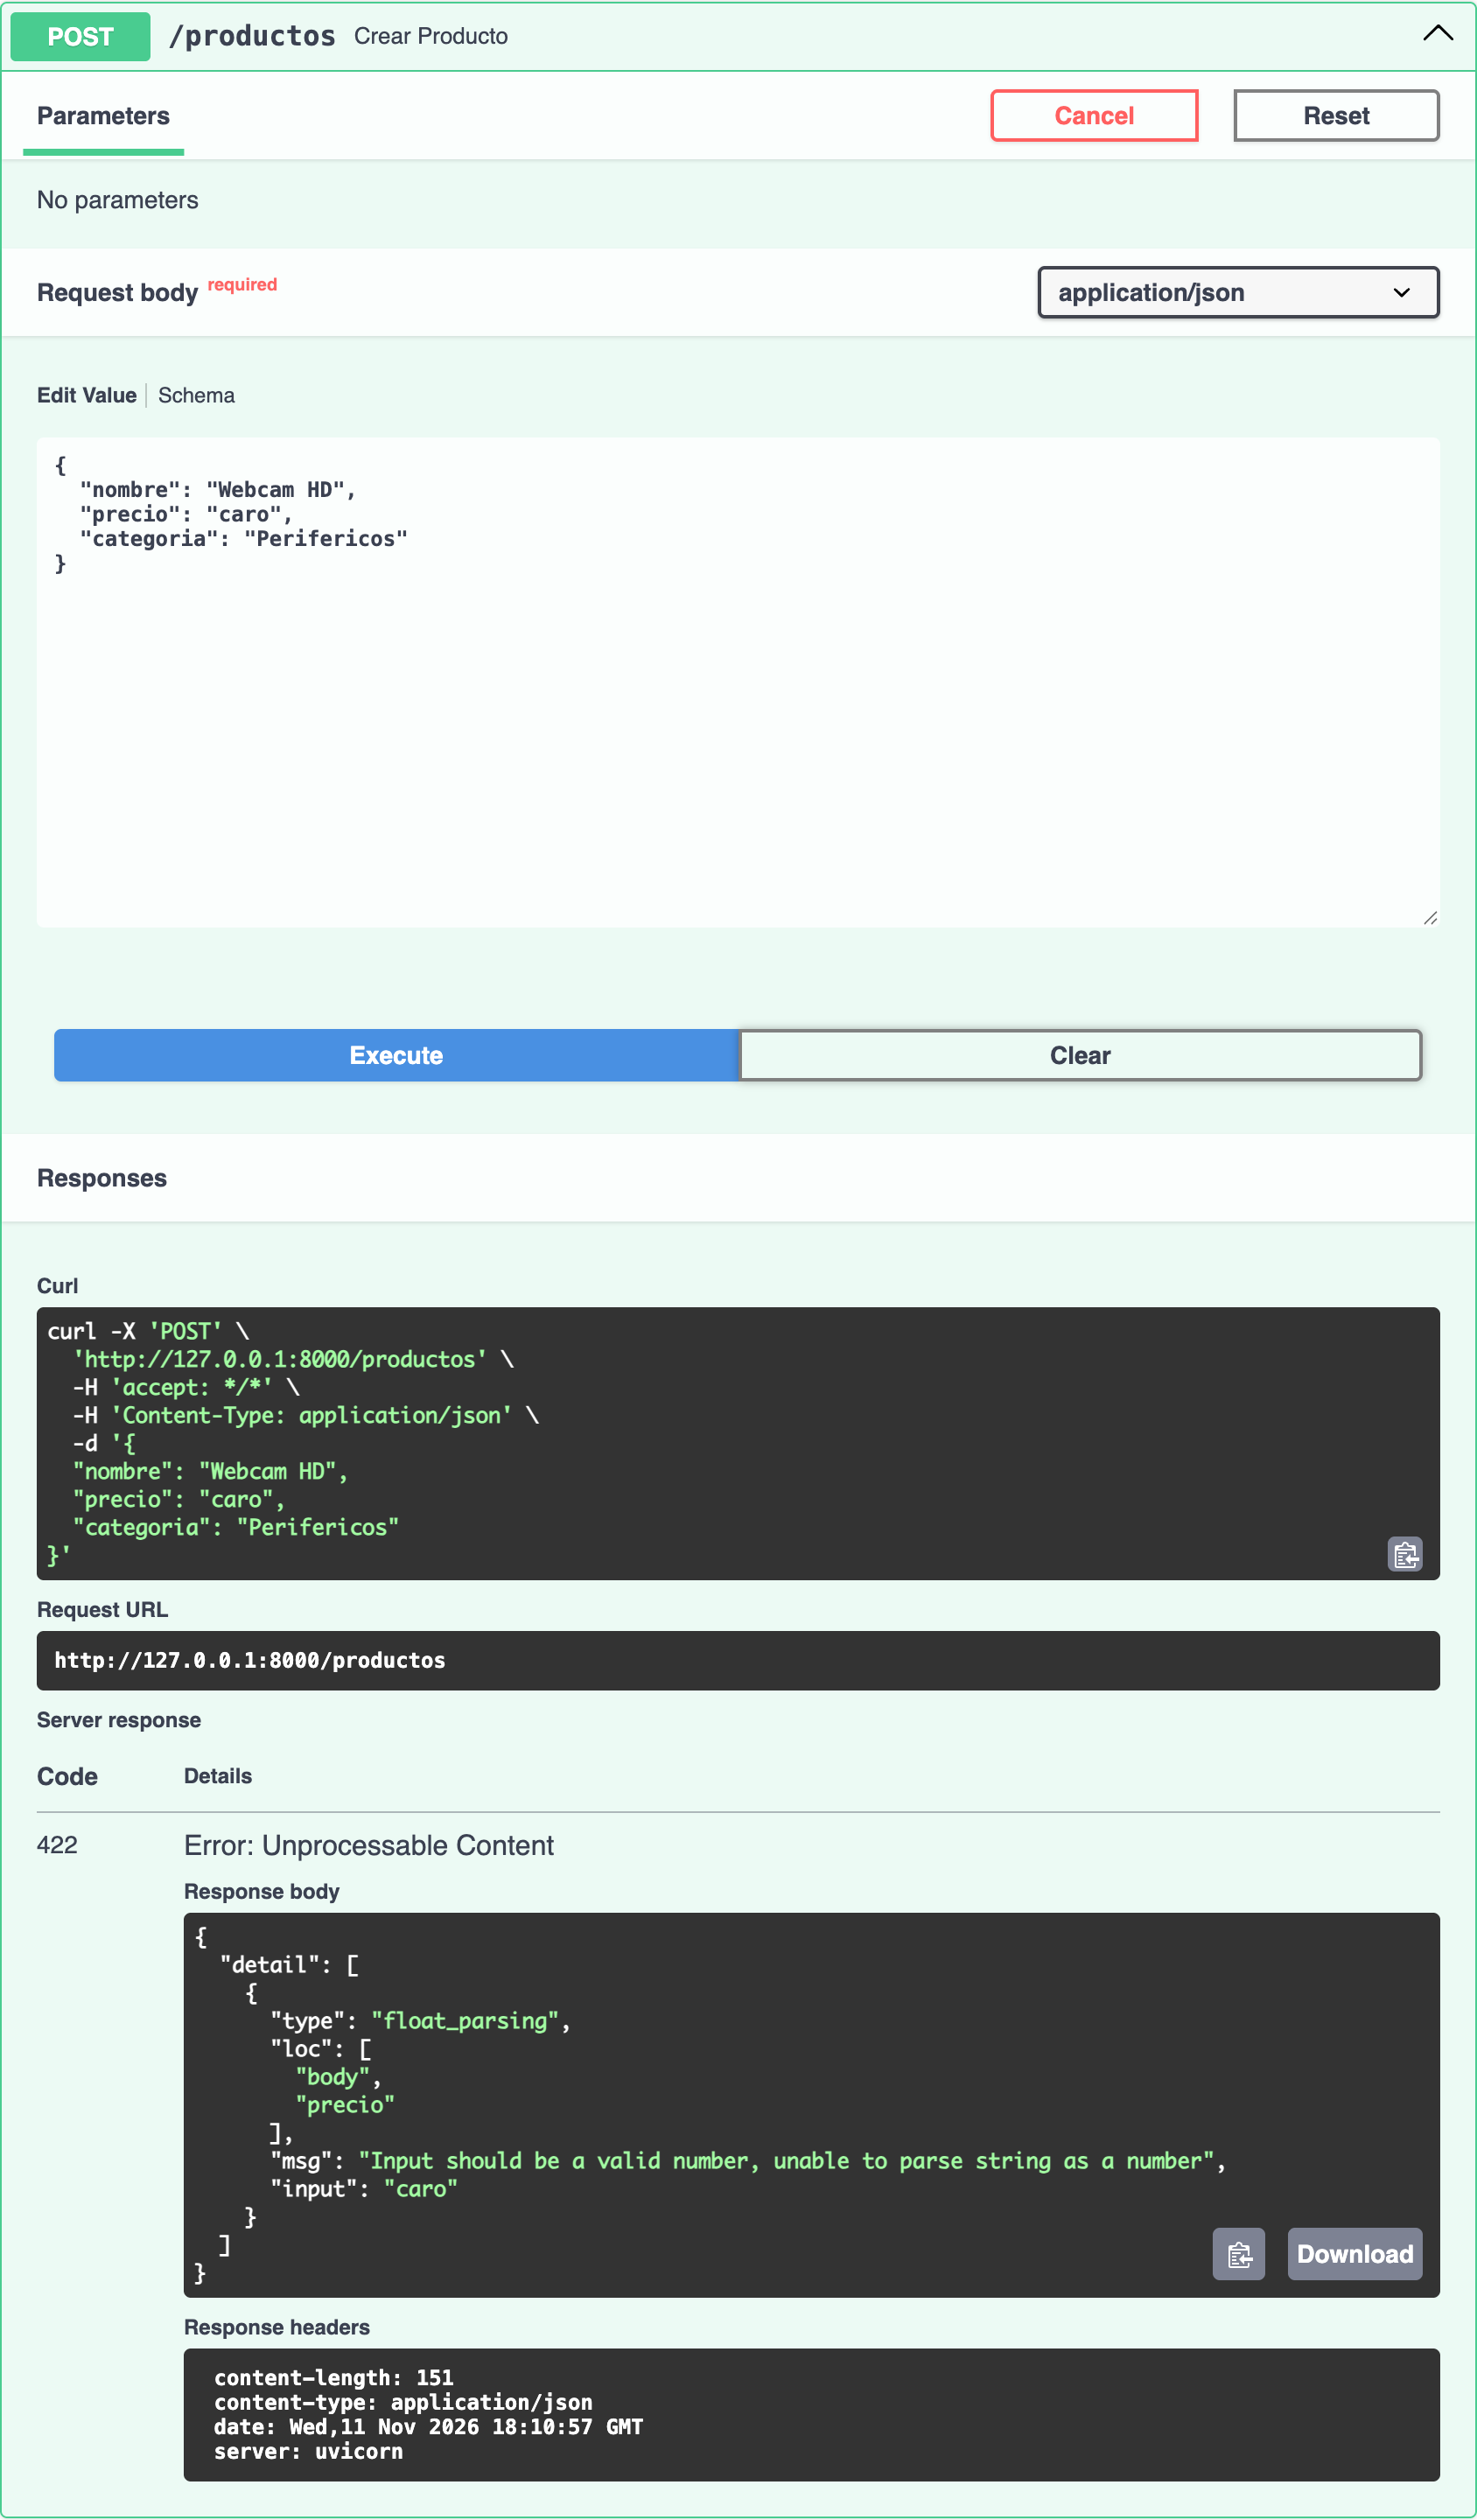 POST /productos Crear Producto
Parameters Cancel Reset
No parameters
Request body required application/json
Edit Value Schema
{
  "nombre": "Webcam HD",
  "precio": "caro",
  "categoria": "Perifericos"
}
Execute Clear
Responses
Curl
curl -X 'POST' \
  'http://127.0.0.1:8000/productos' \
  -H 'accept: */*' \
  -H 'Content-Type: application/json' \
  -d '{
  "nombre": "Webcam HD",
  "precio": "caro",
  "categoria": "Perifericos"
}'
Request URL
http://127.0.0.1:8000/productos
Server response
Code Details
422 Error: Unprocessable Content
Response body
{
  "detail": [
    {
      "type": "float_parsing",
      "loc": [
        "body",
        "precio"
      ],
      "msg": "Input should be a valid number, unable to parse string as a number",
      "input": "caro"
    }
  ]
}
Download
Response headers
content-length: 151
content-type: application/json
date: Wed,11 Nov 2026 18:10:57 GMT
server: uvicorn